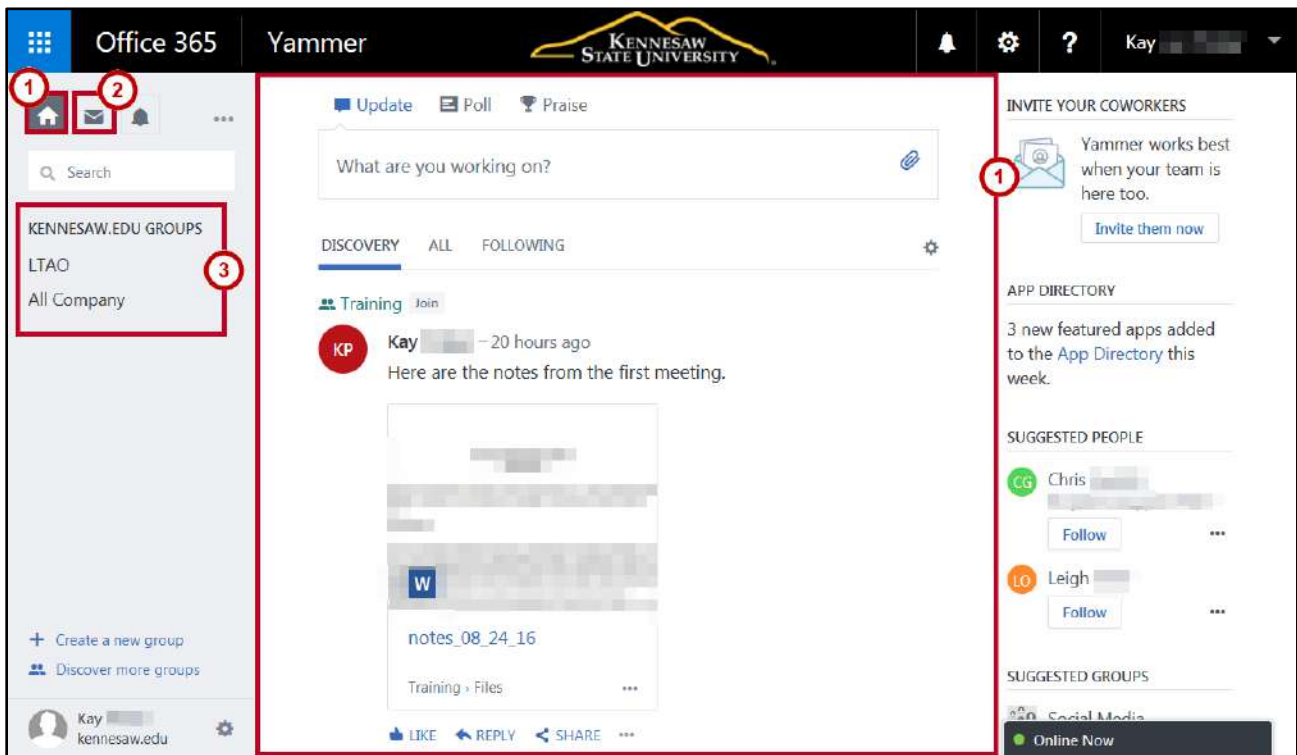 Office 365
Yammer
KENNESAW
STATE UNIVERSITY
?
Kay
1
2
Search
KENNESAW.EDU GROUPS
LTAO
All Company
3
+ Create a new group
Discover more groups
Kay
kennesaw.edu
Update
Poll
Praise
What are you working on?
DISCOVERY
ALL
FOLLOWING
Training Join
KP
Kay – 20 hours ago
Here are the notes from the first meeting.
W
notes_08_24_16
Training › Files
LIKE
REPLY
SHARE
1
INVITE YOUR COWORKERS
@
Yammer works best
when your team is
here too.
Invite them now
APP DIRECTORY
3 new featured apps added
to the App Directory this
week.
SUGGESTED PEOPLE
CG
Chris
Follow
LO
Leigh
Follow
SUGGESTED GROUPS
Social Media
Online Now